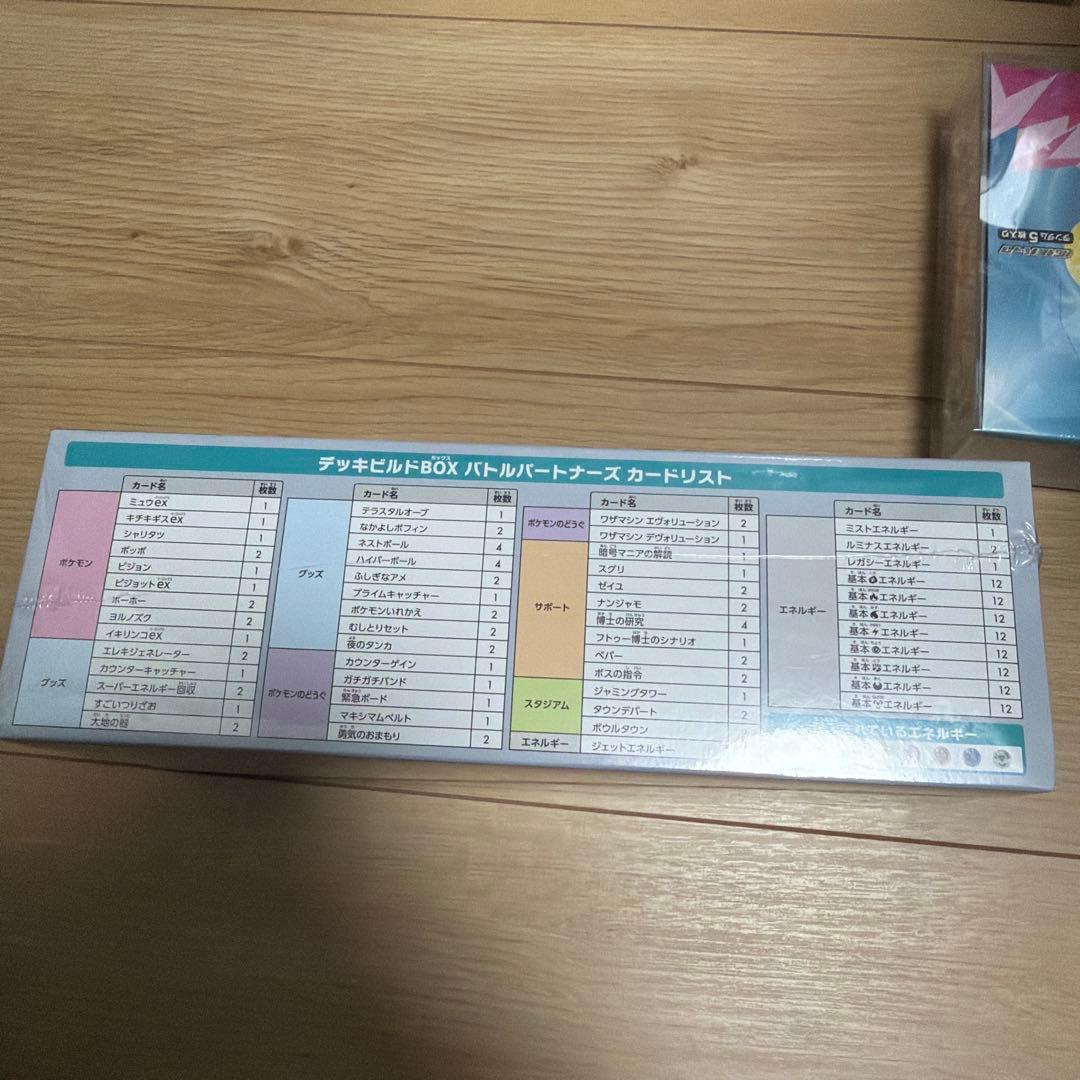 デッキビルドBOX バトルパートナーズ カードリスト
カード名 枚数
ポケモン
ミュウex 1
キチキギスex 1
シャリタツ 1
ポッポ 2
ピジョン 1
ピジョットex 2
ホーホー 2
ヨルノズク 2
イキリンコex 1
グッズ
エレキジェネレーター 2
カウンターキャッチャー 1
スーパーエネルギー回収 2
すごいつりざお 1
大地の器 2
カード名 枚数
グッズ
テラスタルオーブ 1
なかよしポフィン 2
ネストボール 4
ハイパーボール 4
ふしぎなアメ 2
プライムキャッチャー 1
ポケモンいれかえ 2
むしとりセット 2
夜のタンカ 2
ポケモンのどうぐ
カウンターゲイン 1
ガチガチバンド 1
緊急ボード 1
マキシマムベルト 1
勇気のおまもり 2
カード名 枚数
ポケモンのどうぐ
ワザマシン エヴォリューション 2
ワザマシン デヴォリューション 1
サポート
暗号マニアの解読 1
スグリ 1
ゼイユ 2
ナンジャモ 2
博士の研究 4
フトゥー博士のシナリオ 1
ペパー 2
ボスの指令 2
スタジアム
ジャミングタワー 1
タウンデパート 2
ボウルタウン 2
エネルギー
ジェットエネルギー
カード名 枚数
エネルギー
ミストエネルギー 1
ルミナスエネルギー 2
レガシーエネルギー 1
基本エネルギー 12
基本エネルギー 12
基本エネルギー 12
基本エネルギー 12
基本エネルギー 12
基本エネルギー 12
基本エネルギー 12
基本エネルギー 12
ているエネルギー
拡張パック
ランダム5枚入り